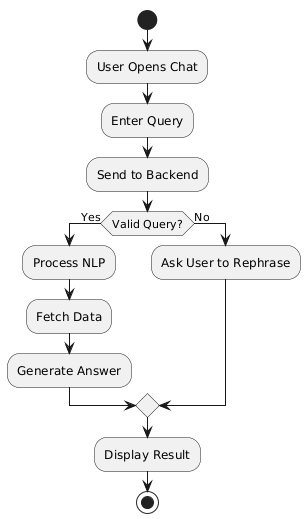 User Opens Chat
Enter Query
Send to Backend
Yes
Valid Query?
No
Process NLP
Ask User to Rephrase
Fetch Data
Generate Answer
Display Result